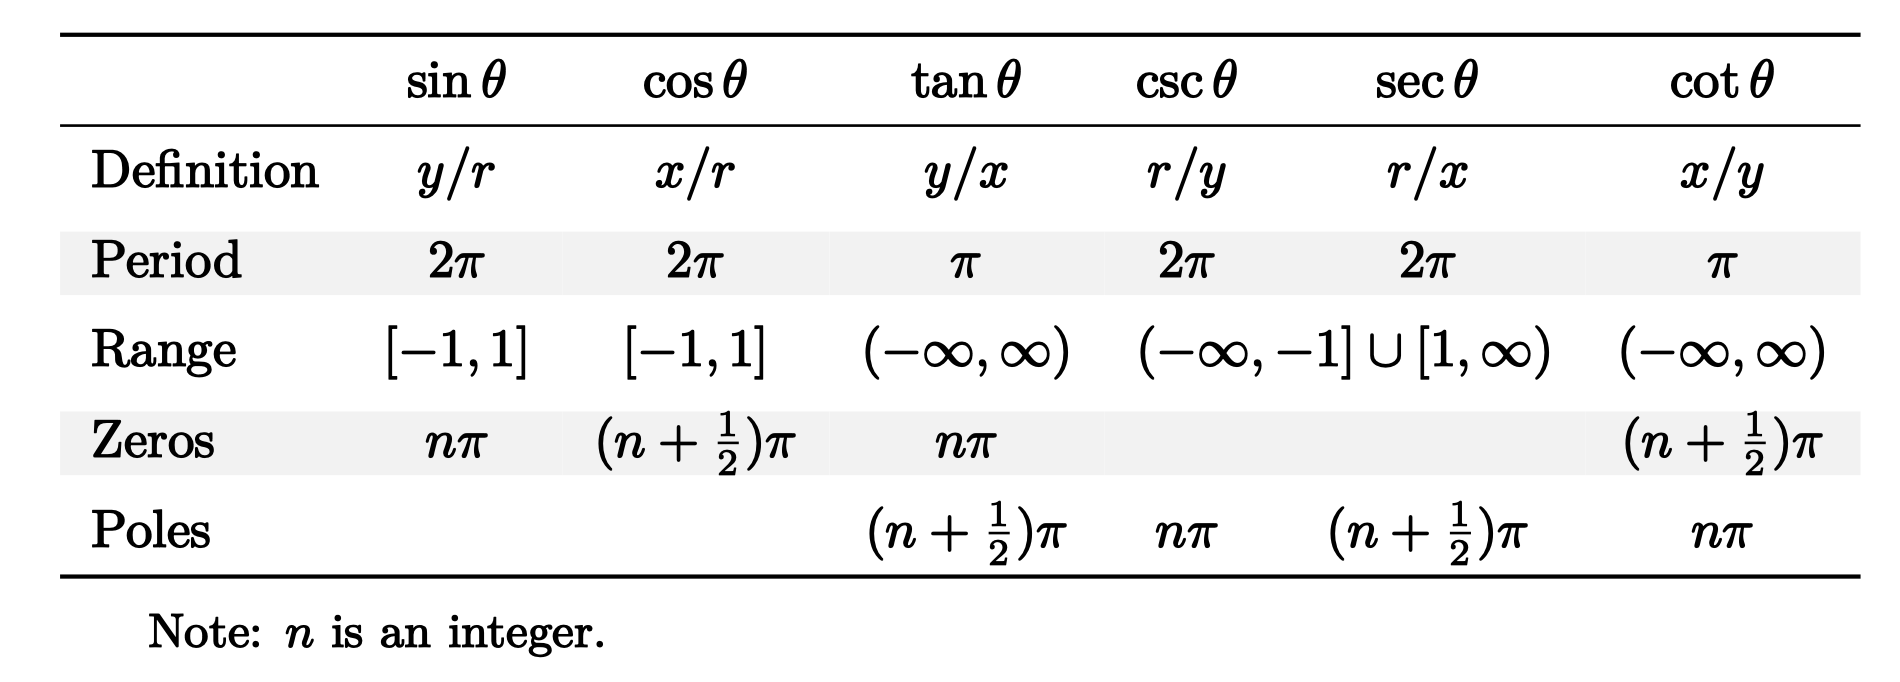 sin θ cos θ tan θ csc θ sec θ cot θ
Definition y/r x/r y/x r/y r/x x/y
Period 2π 2π π 2π 2π π
Range [−1, 1] [−1, 1] (−∞, ∞) (−∞, −1] ∪ [1, ∞) (−∞, ∞)
Zeros nπ (n + 1/2)π nπ (n + 1/2)π
Poles (n + 1/2)π nπ (n + 1/2)π nπ
Note: n is an integer.